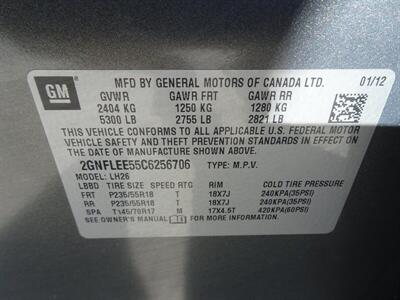 GM
MFD BY GENERAL MOTORS OF CANADA LTD. 01/12
GVWR GAWR FRT GAWR RR
2404 KG 1250 KG 1280 KG
5300 LB 2755 LB 2821 LB
THIS VEHICLE CONFORMS TO ALL APPLICABLE U.S. FEDERAL MOTOR
VEHICLE SAFETY AND THEFT PREVENTION STANDARDS IN
EFFECT ON THE DATE OF MANUFACTURE SHOWN ABOVE.
2GNFLEE55C6256706 TYPE: M.P.V.
MODEL: LH26
TIRE SIZE SPEED RTG RIM COLD TIRE PRESSURE
FRT P235/55R18 T 18X7J 240KPA(35PSI)
RR P235/55R18 T 18X7J 240KPA(35PSI)
SPA T145/70R17 M 17X4.5T 420KPA(60PSI)
SEE OWNER'S MANUAL FOR ADDITIONAL INFORMATION.